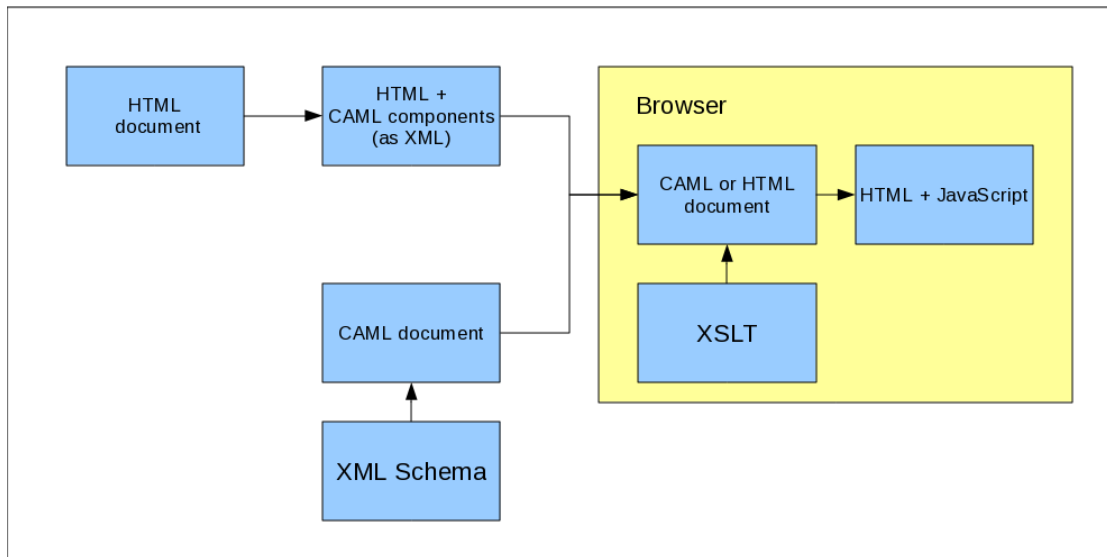 HTML
document
HTML +
CAML components
(as XML)
Browser
CAML or HTML
document
HTML + JavaScript
CAML document
XSLT
XML Schema